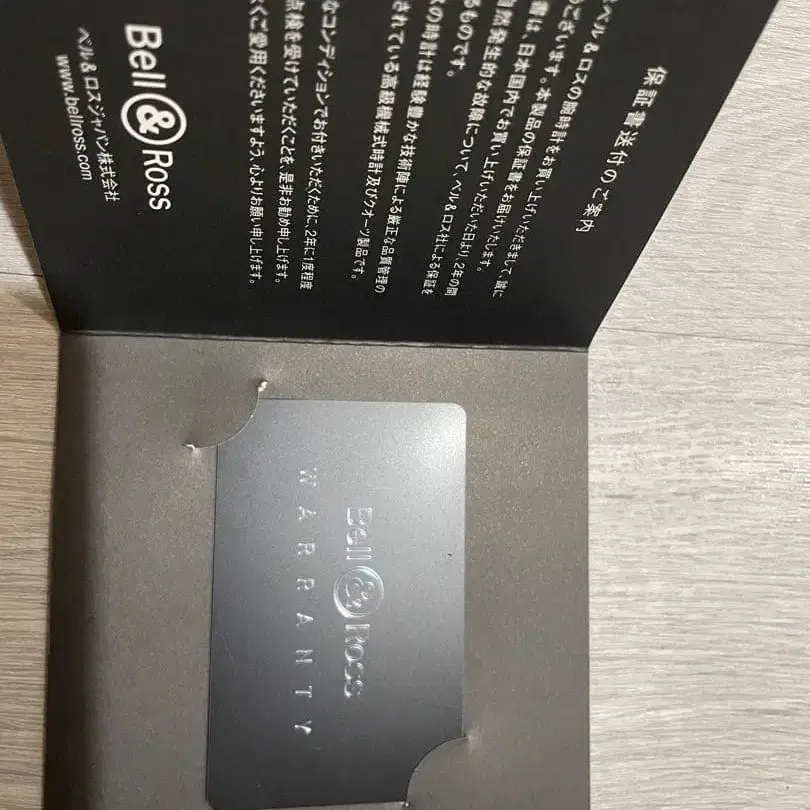 保証書送付のご案内
ベル&ロスの腕時計をお買い上げいただきまして、誠に
ございます。本製品の保証書をお届けいたします。
書は、日本国内でお買い上げいただいた日より、2年の間
自然発生的な故障について、ベル&ロス社による保証を
るものです。
の時計は経験豊かな技術陣による厳正な品質管理の
されている高級機械式時計及びクオーツ製品です。
なコンディションでお付きいただくために、2年に1度程度
点検を受けていただくことを、是非お勧め申し上げます。
くご愛用くださいますよう、心よりお願い申し上げます。
Bell & Ross
ベル&ロスジャパン株式会社
www.bellross.com
Bell & Ross
WARRANTY